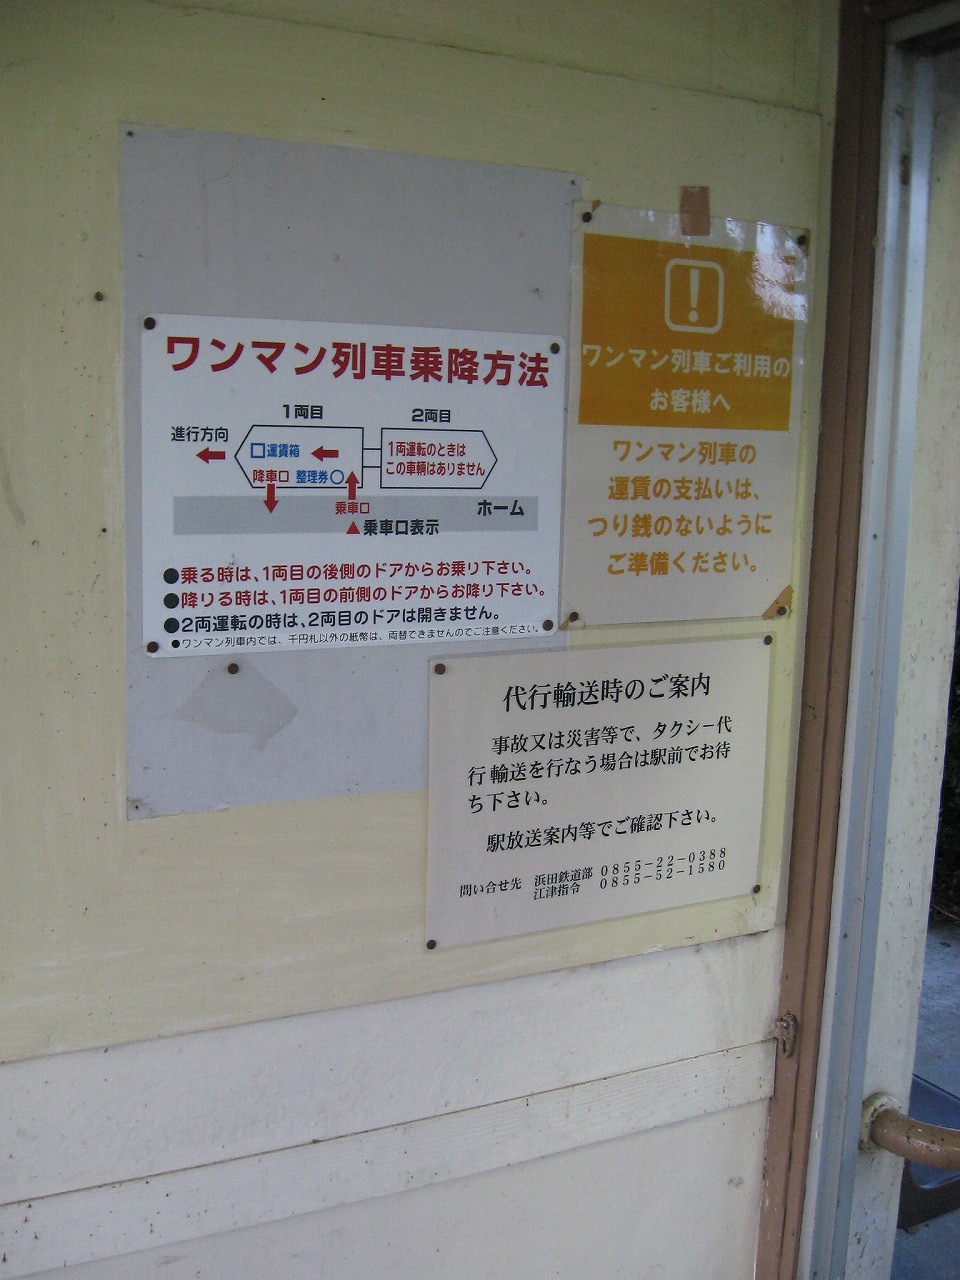 ワンマン列車乗降方法
1両目
2両目
進行方向
運賃箱
降車口
整理券
1両運転のときは
この車輌はありません
乗車口
ホーム
▲乗車口表示
●乗る時は、1両目の後側のドアからお乗り下さい。
●降りる時は、1両目の前側のドアからお降り下さい。
●2両運転の時は、2両目のドアは開きません。
●ワンマン列車内では、千円札以外の紙幣は、両替できませんのでご注意ください。
!
ワンマン列車ご利用の
お客様へ
ワンマン列車の
運賃の支払いは、
つり銭のないように
ご準備ください。
代行輸送時のご案内
事故又は災害等で、タクシー代
行輸送を行なう場合は駅前でお待
ち下さい。
駅放送案内等でご確認下さい。
問い合せ先 浜田鉄道部 0855-22-0388
江津指令 0855-52-1580